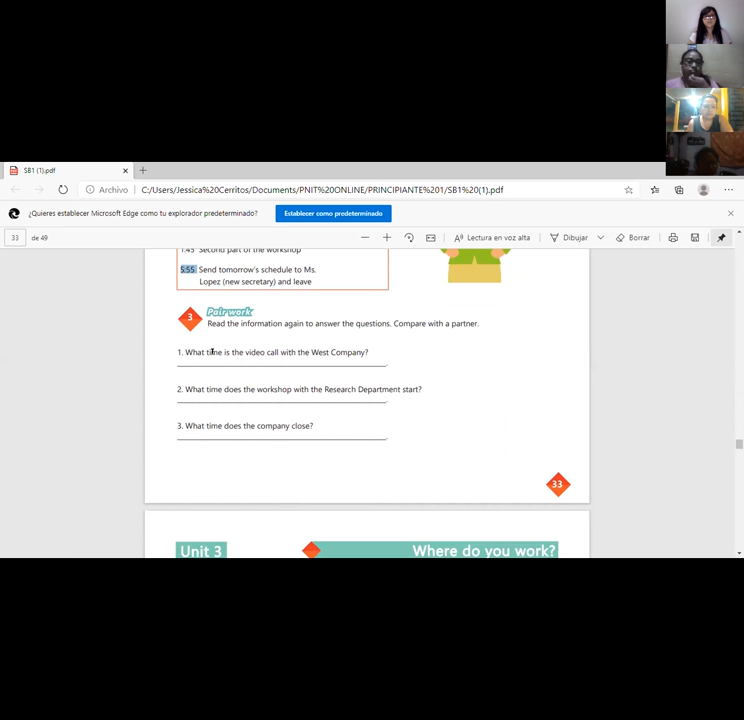 SB1 (1).pdf
Archivo C:/Users/Jessica%20Cerritos/Documents/PNIT%20ONLINE/PRINCIPIANTE%201/SB1%20(1).pdf
¿Quieres establecer Microsoft Edge como tu explorador predeterminado? Establecer como predeterminado
33 de 49 Lectura en voz alta Dibujar Borrar
1:45 Second part of the workshop
5:55 Send tomorrow's schedule to Ms.
Lopez (new secretary) and leave
3 Pair work
Read the information again to answer the questions. Compare with a partner.
1. What time is the video call with the West Company?
2. What time does the workshop with the Research Department start?
3. What time does the company close?
33
Unit 3 Where do you work?